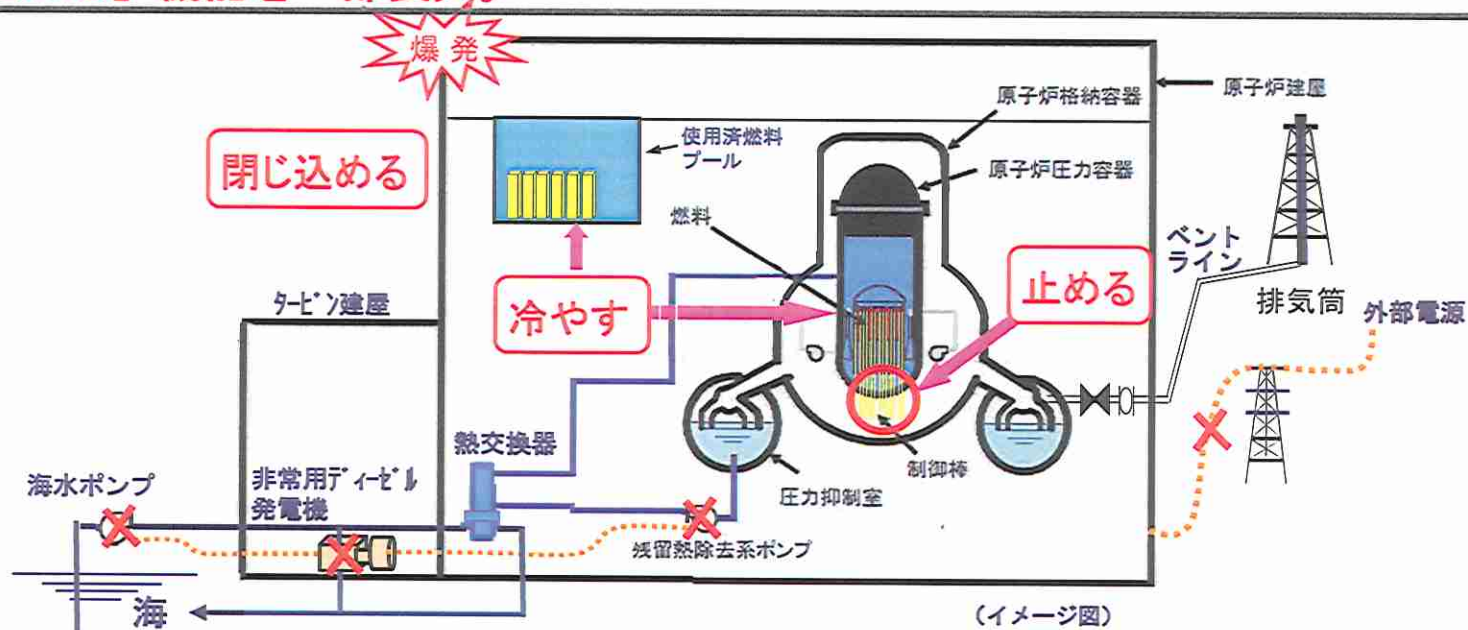 爆発
原子炉建屋
原子炉格納容器
使用済燃料
プール
閉じ込める
原子炉圧力容器
燃料
ベント
ライン
止める
冷やす
タービン建屋
排気筒
外部電源
熱交換器
制御棒
海水ポンプ
非常用ディーゼル
発電機
圧力抑制室
残留熱除去系ポンプ
海
(イメージ図)